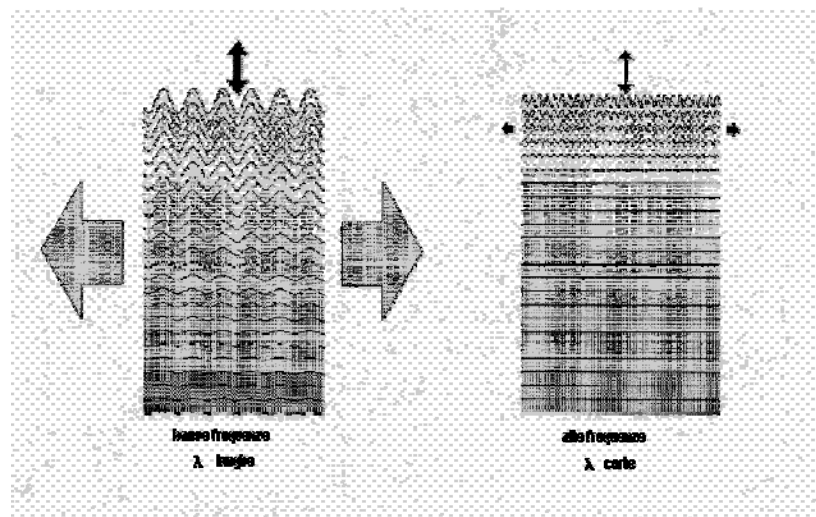 basse frequenze
λ lunghe
alte frequenze
λ corte